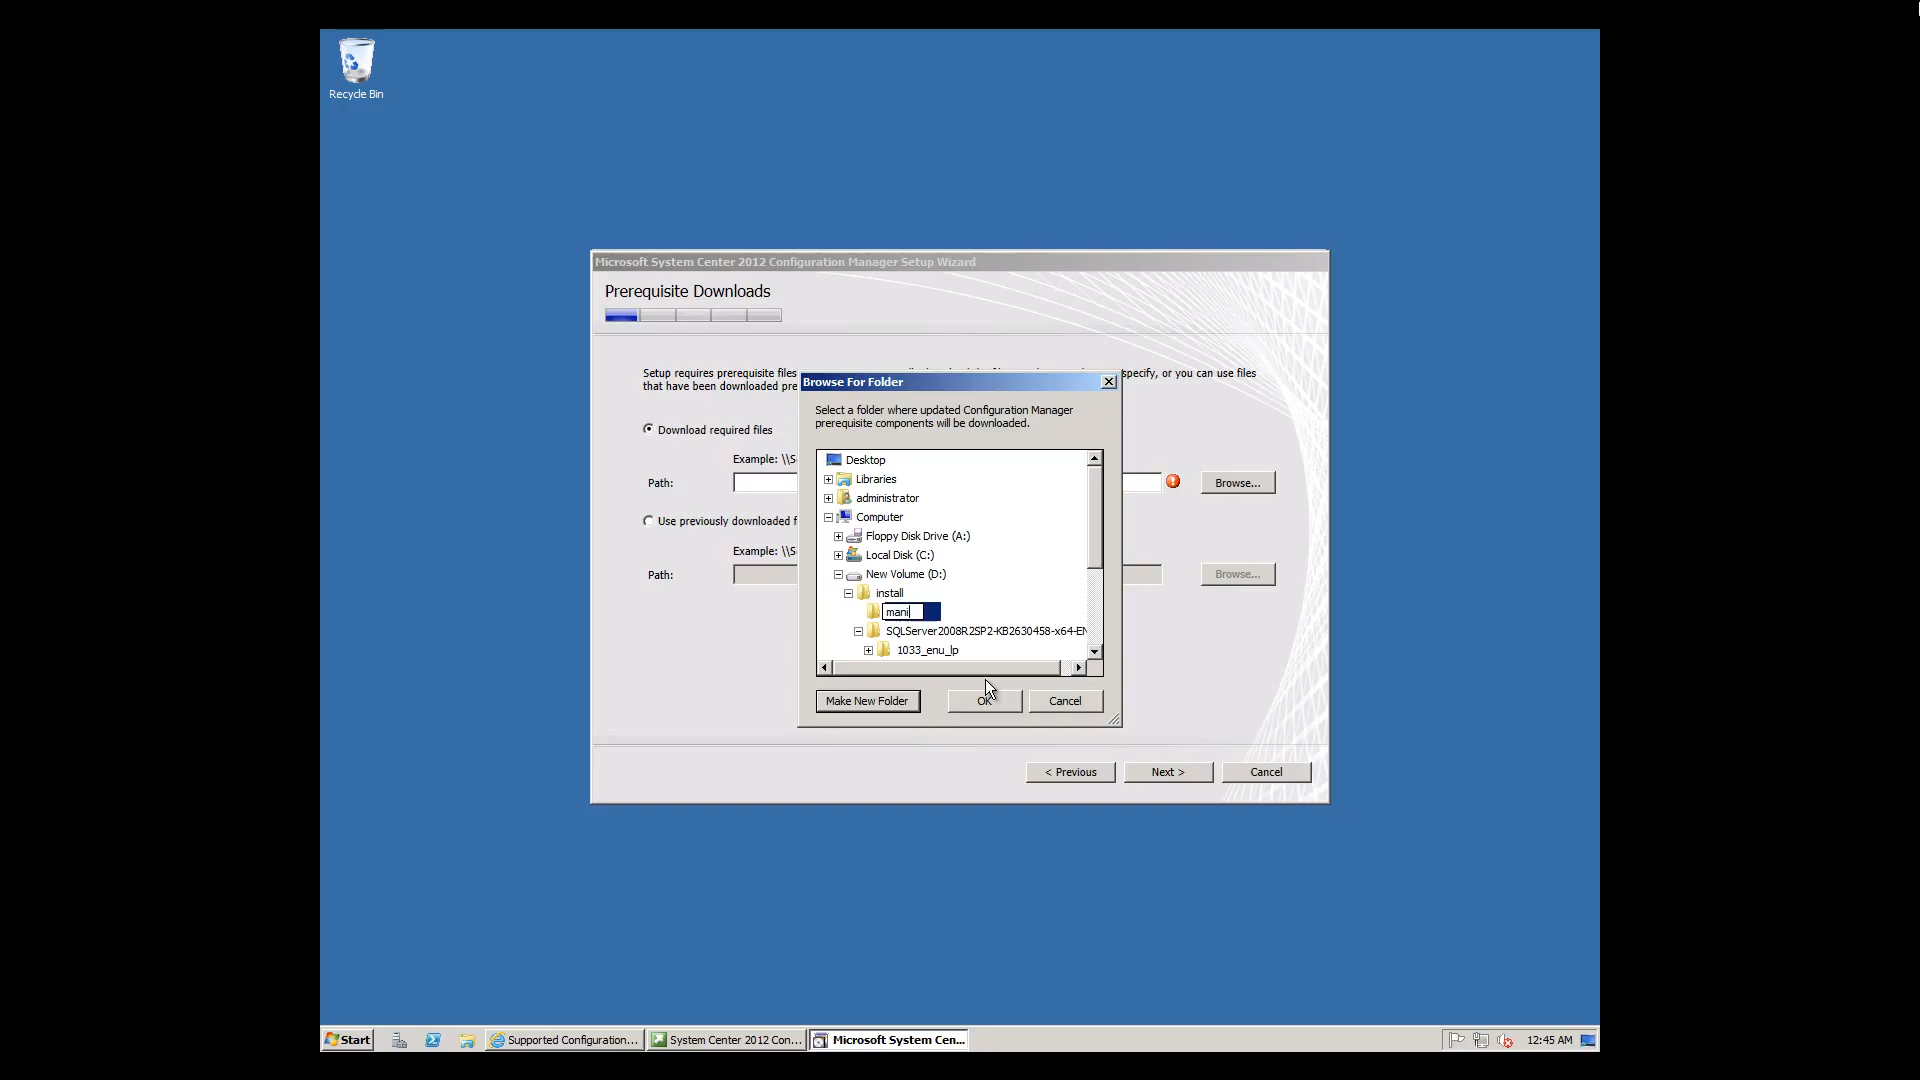 Recycle Bin
Microsoft System Center 2012 Configuration Manager Setup Wizard
Prerequisite Downloads
Setup requires prerequisite files
specify, or you can use files
that have been downloaded pre
Browse For Folder
Select a folder where updated Configuration Manager
prerequisite components will be downloaded.
Download required files
Example: \\S
Path:
Browse...
Use previously downloaded f
Example: \\S
Path:
Browse...
Desktop
Libraries
administrator
Computer
Floppy Disk Drive (A:)
Local Disk (C:)
New Volume (D:)
install
mani
SQLServer2008R2SP2-KB2630458-x64-EN
1033_enu_lp
Make New Folder
OK
Cancel
< Previous
Next >
Cancel
Start
Supported Configuration...
System Center 2012 Con...
Microsoft System Cen...
12:45 AM